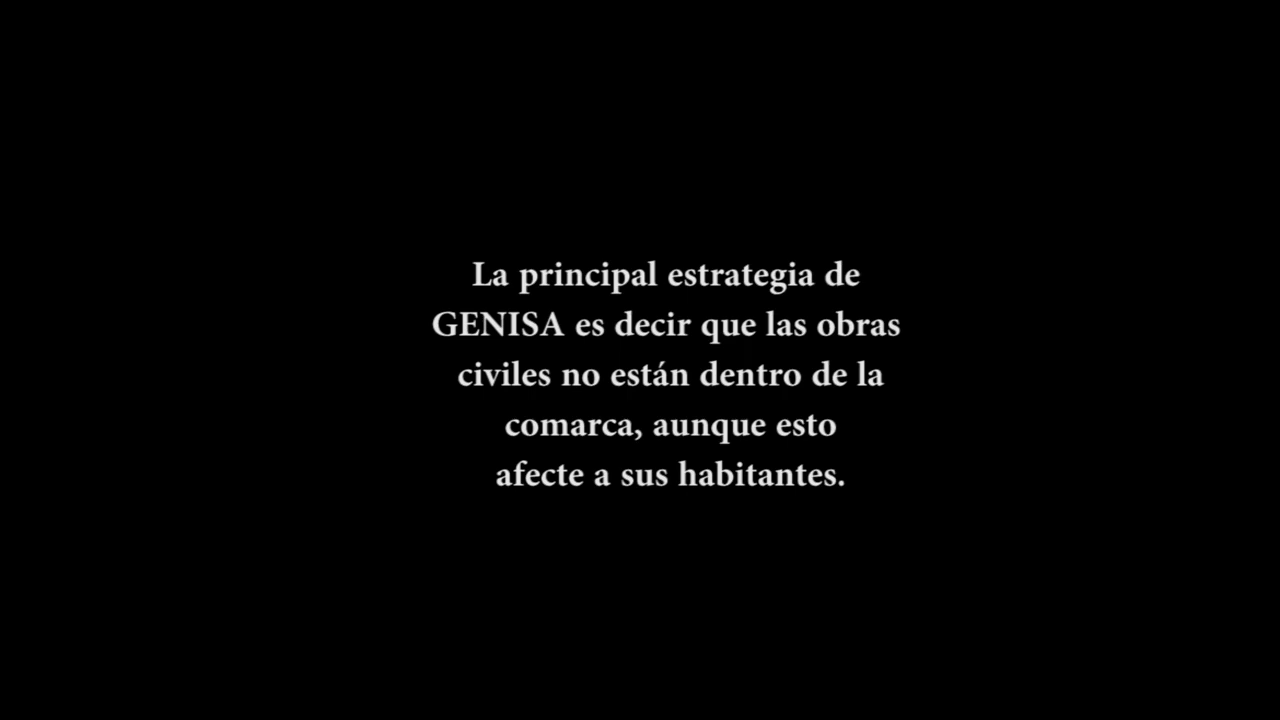 La principal estrategia de
GENISA es decir que las obras
civiles no están dentro de la
comarca, aunque esto
afecte a sus habitantes.